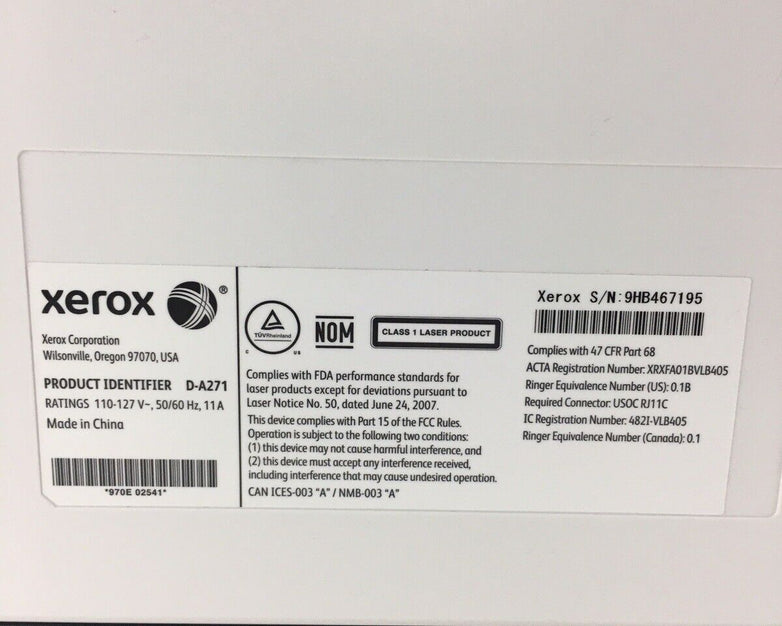 xerox ®
Xerox Corporation
Wilsonville, Oregon 97070, USA
PRODUCT IDENTIFIER D-A271
RATINGS 110-127 V~, 50/60 Hz, 11A
Made in China
*970E 02541*
TÜVRheinland
C US
NOM
CLASS 1 LASER PRODUCT
Complies with FDA performance standards for
laser products except for deviations pursuant to
Laser Notice No. 50, dated June 24, 2007.
This device complies with Part 15 of the FCC Rules.
Operation is subject to the following two conditions:
(1) this device may not cause harmful interference, and
(2) this device must accept any interference received,
including interference that may cause undesired operation.
CAN ICES-003 “A” / NMB-003 “A”
Xerox S/N:9HB467195
Complies with 47 CFR Part 68
ACTA Registration Number: XRXFA01BVLB405
Ringer Equivalence Number (US): 0.1B
Required Connector: USOC RJ11C
IC Registration Number: 482I-VLB405
Ringer Equivalence Number (Canada): 0.1